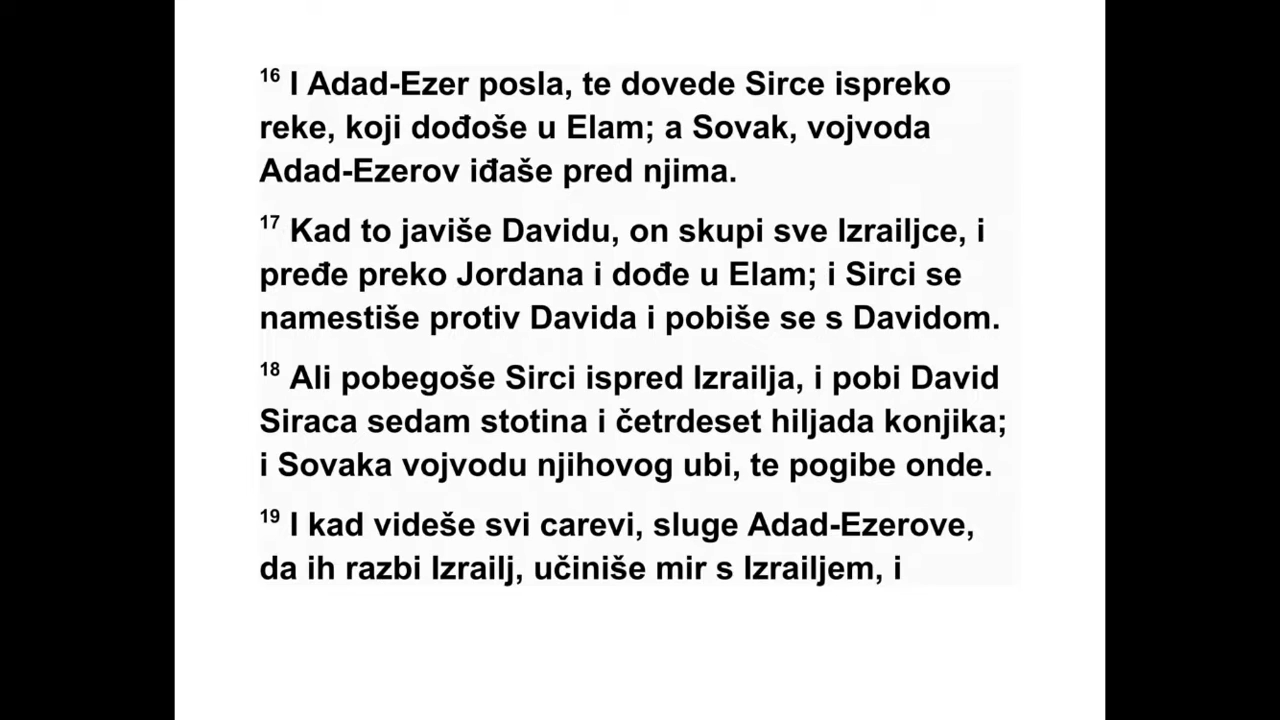 16 I Adad-Ezer posla, te dovede Sirce ispreko
reke, koji dođoše u Elam; a Sovak, vojvoda
Adad-Ezerov iđaše pred njima.
17 Kad to javiše Davidu, on skupi sve Izrailjce, i
pređe preko Jordana i dođe u Elam; i Sirci se
namestiše protiv Davida i pobiše se s Davidom.
18 Ali pobegoše Sirci ispred Izrailja, i pobi David
Siraca sedam stotina i četrdeset hiljada konjika;
i Sovaka vojvodu njihovog ubi, te pogibe onde.
19 I kad videše svi carevi, sluge Adad-Ezerove,
da ih razbi Izrailj, učiniše mir s Izrailjem, i